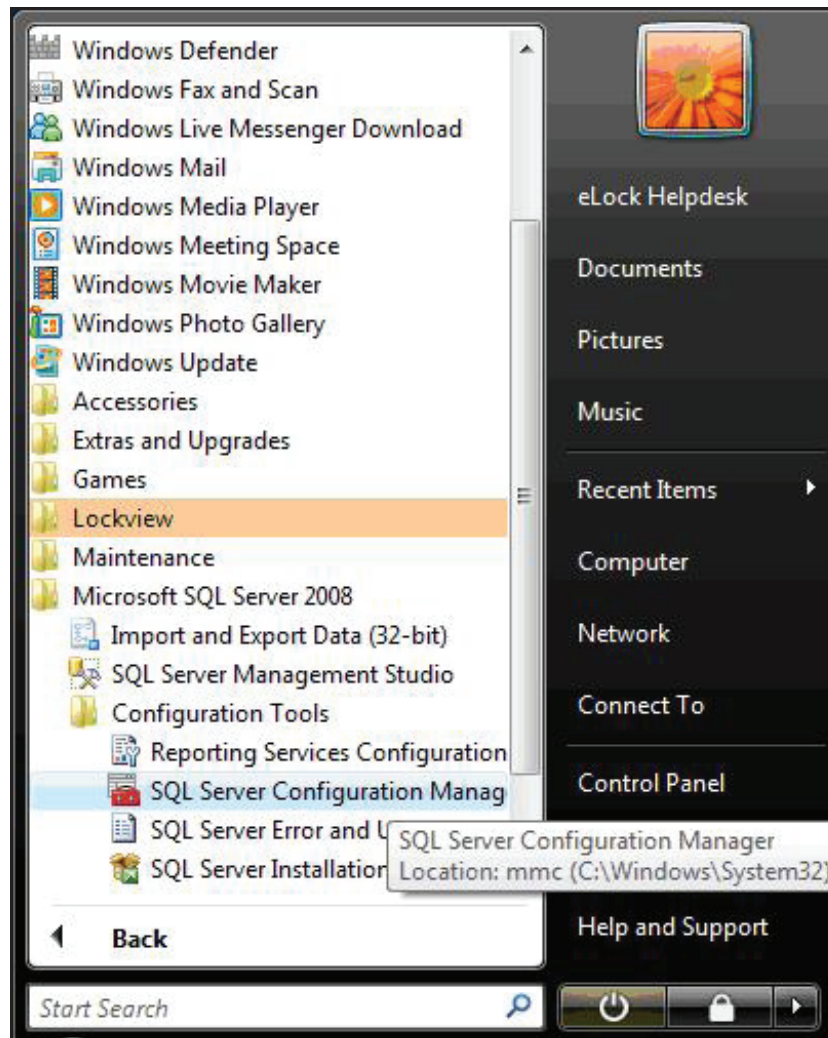 Windows Defender
Windows Fax and Scan
Windows Live Messenger Download
Windows Mail
Windows Media Player
Windows Meeting Space
Windows Movie Maker
Windows Photo Gallery
Windows Update
Accessories
Extras and Upgrades
Games
Lockview
Maintenance
Microsoft SQL Server 2008
Import and Export Data (32-bit)
SQL Server Management Studio
Configuration Tools
Reporting Services Configuration
SQL Server Configuration Manag
SQL Server Error and U
SQL Server Installation
SQL Server Configuration Manager
Location: mmc (C:\Windows\System32)
Back
Start Search
eLock Helpdesk
Documents
Pictures
Music
Recent Items
Computer
Network
Connect To
Control Panel
Help and Support